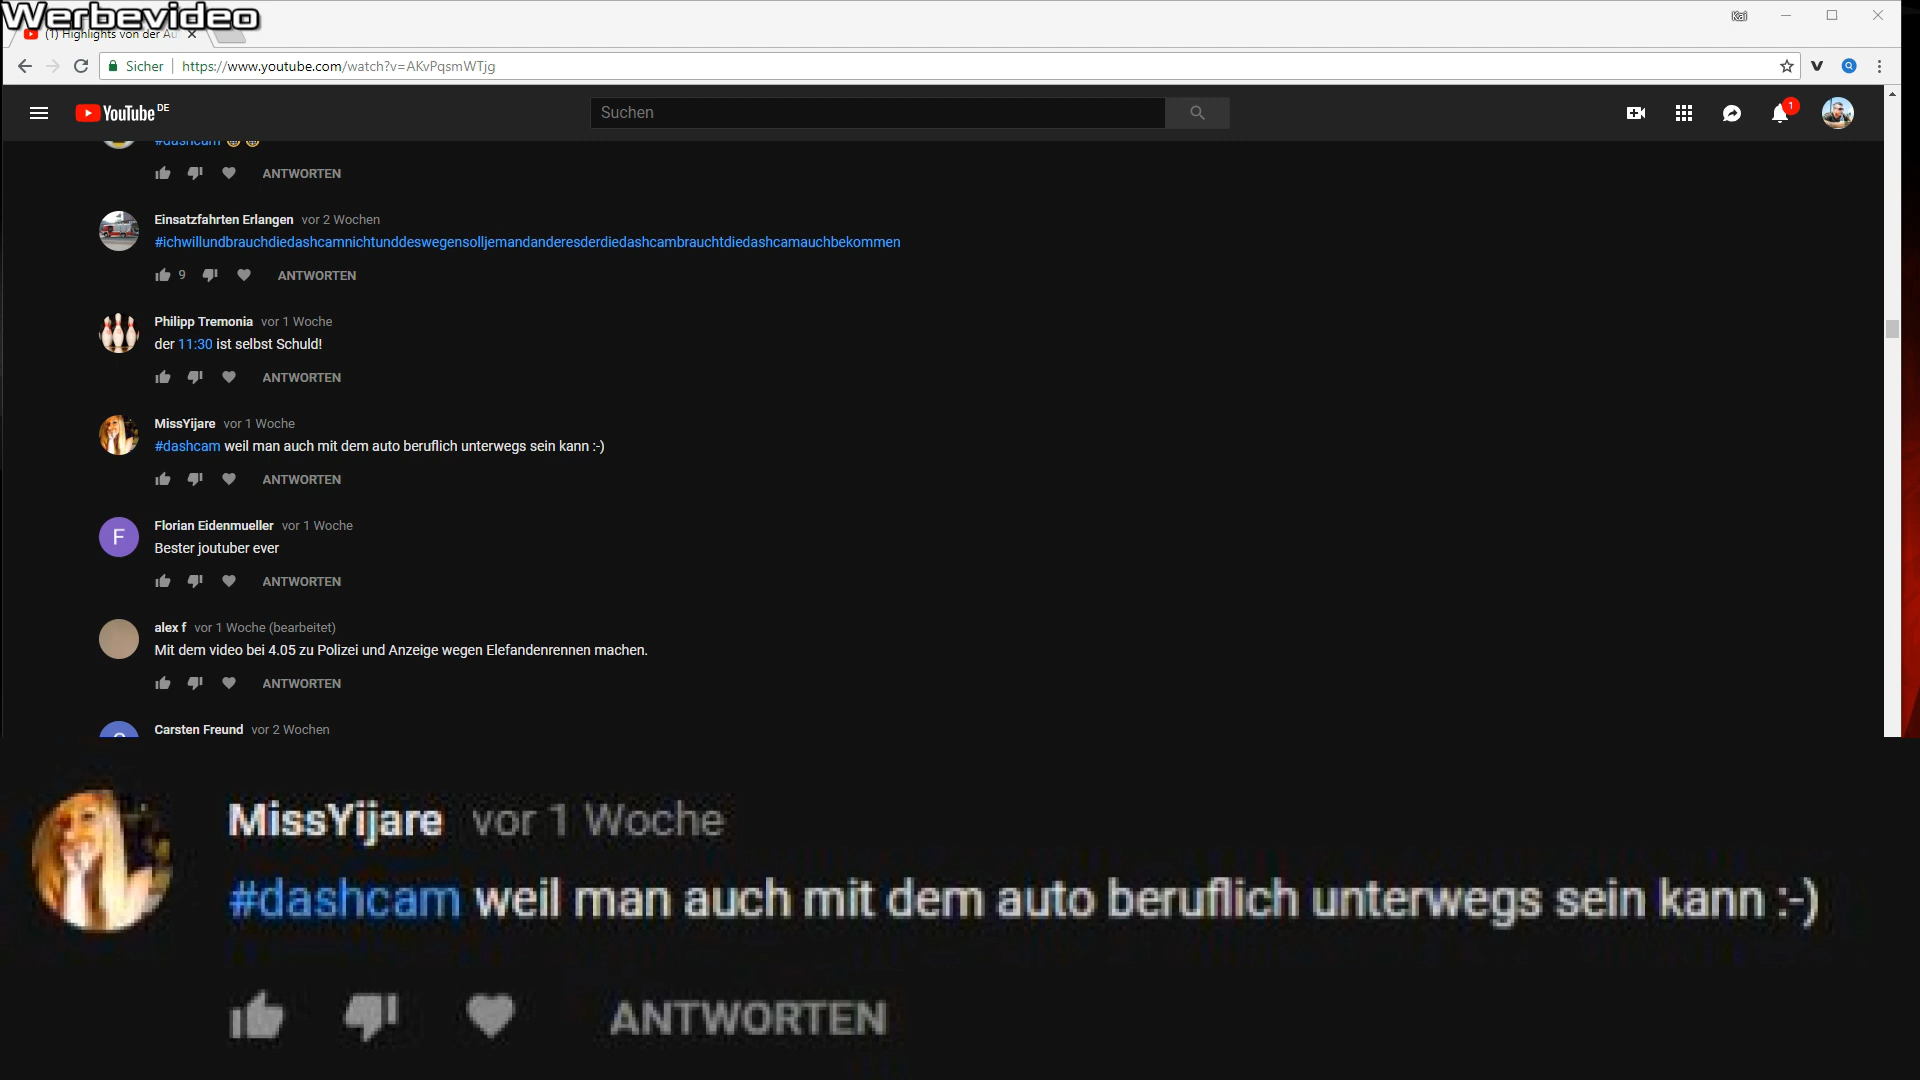 Werbevideo
(1) Highlights von der Au
Kai
Sicher https://www.youtube.com/watch?v=AKvPqsmWTjg
YouTube DE
Suchen
1
#dashcam
ANTWORTEN
Einsatzfahrten Erlangen vor 2 Wochen
#ichwillundbrauchdiedashcamnichtunddeswegensolljemandanderesderdiedashcambrauchtdiedashcamauchbekommen
9 ANTWORTEN
Philipp Tremonia vor 1 Woche
der 11:30 ist selbst Schuld!
ANTWORTEN
MissYijare vor 1 Woche
#dashcam weil man auch mit dem auto beruflich unterwegs sein kann :-)
ANTWORTEN
F
Florian Eidenmueller vor 1 Woche
Bester joutuber ever
ANTWORTEN
alex f vor 1 Woche (bearbeitet)
Mit dem video bei 4.05 zu Polizei und Anzeige wegen Elefandenrennen machen.
ANTWORTEN
Carsten Freund vor 2 Wochen
MissYijare vor 1 Woche
#dashcam weil man auch mit dem auto beruflich unterwegs sein kann :-)
ANTWORTEN